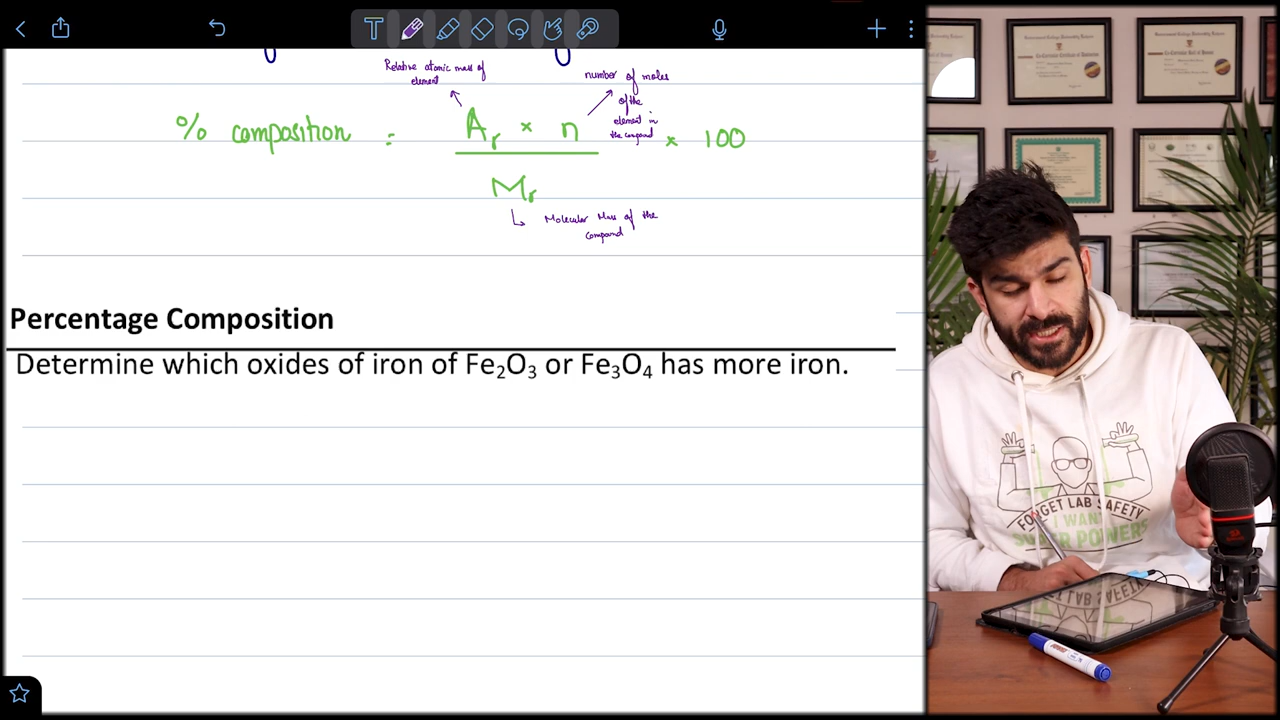 Relative atomic mass of
element
number of moles
of the
element in
the compound
% composition = Ar × n × 100
Mr
Molecular Mass of the
compound
Percentage Composition
Determine which oxides of iron of Fe₂O₃ or Fe₃O₄ has more iron.
FORGET LAB SAFETY
I WANT
SUPER POWERS